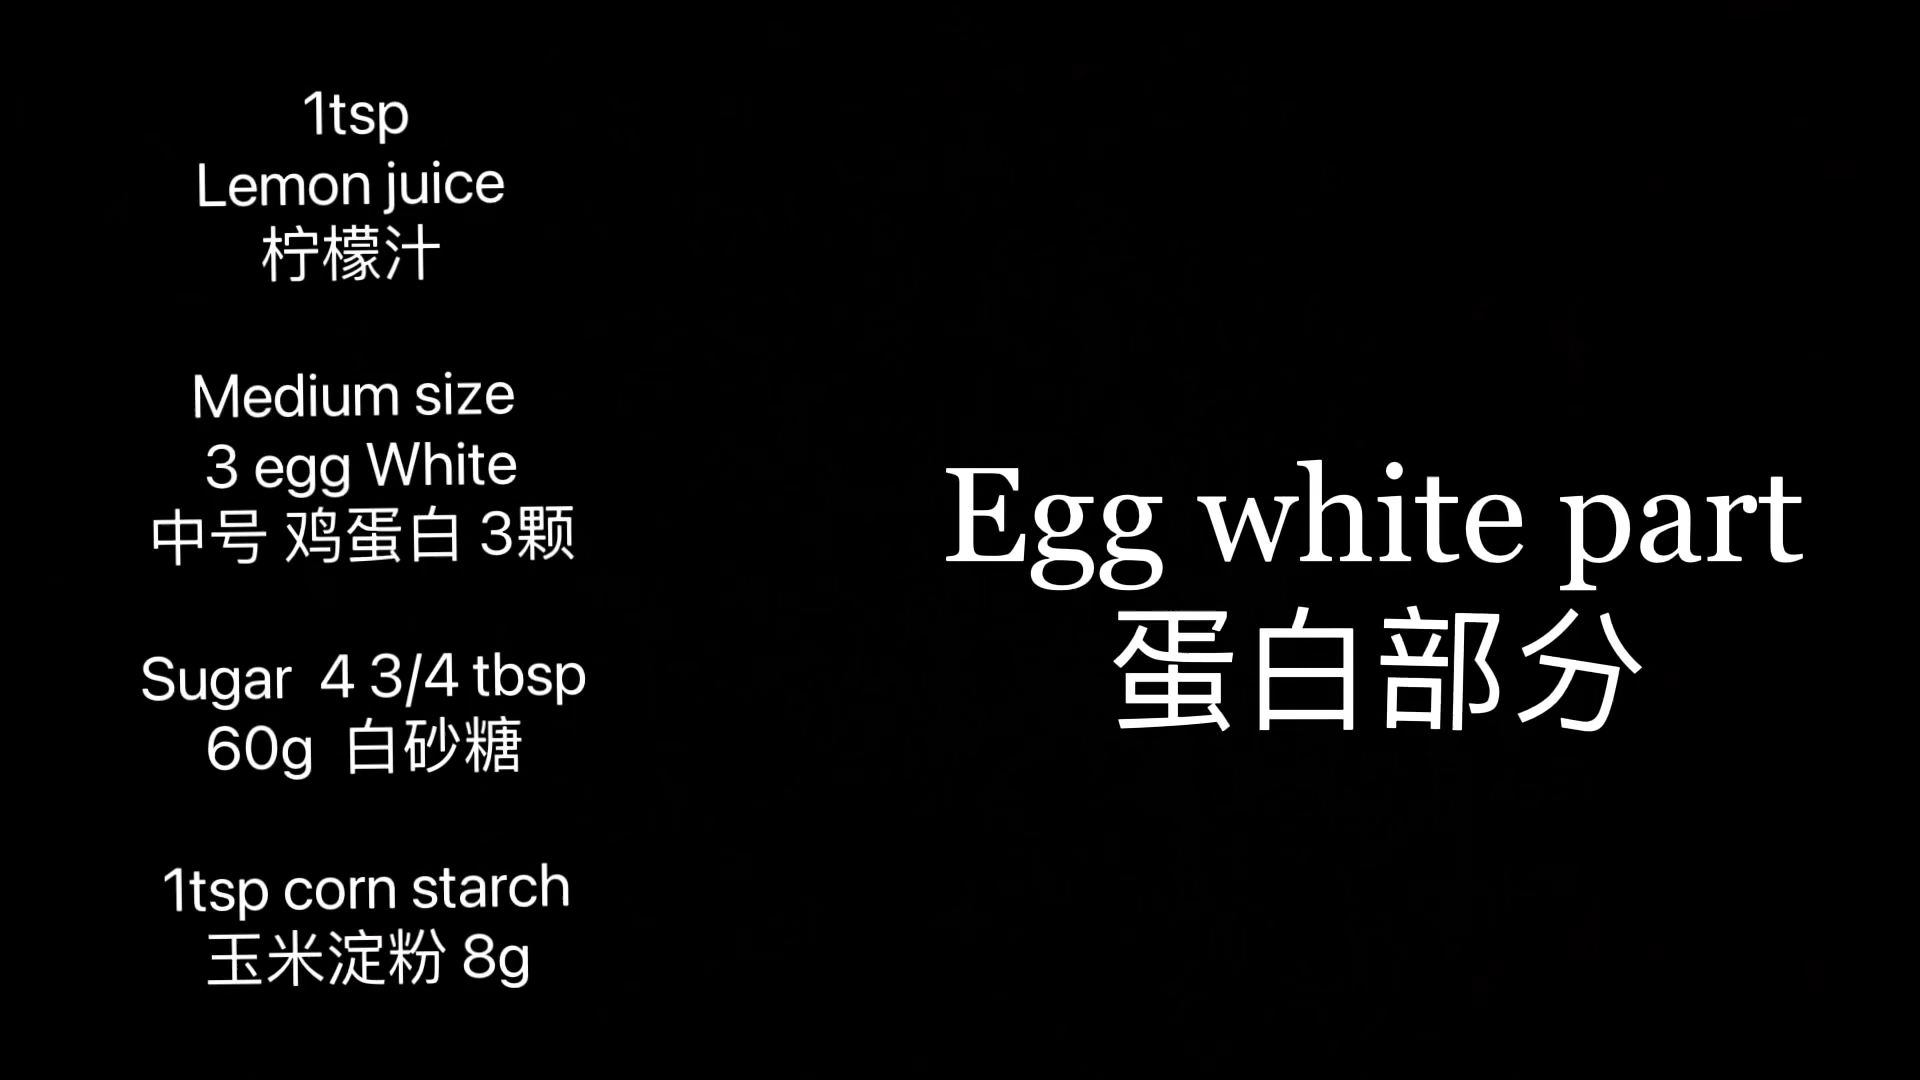 1tsp
Lemon juice
柠檬汁
Medium size
3 egg White
中号 鸡蛋白 3颗
Sugar  4 3/4 tbsp
60g  白砂糖
1tsp corn starch
玉米淀粉 8g
Egg white part
蛋白部分